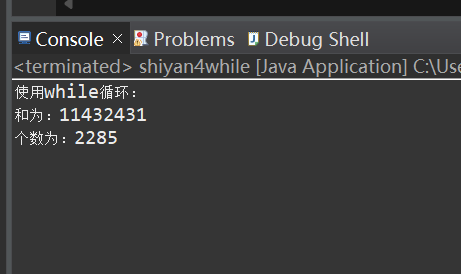 Console Problems Debug Shell
<terminated> shiyan4while [Java Application] C:\Use
使用while循环：
和为：11432431
个数为：2285